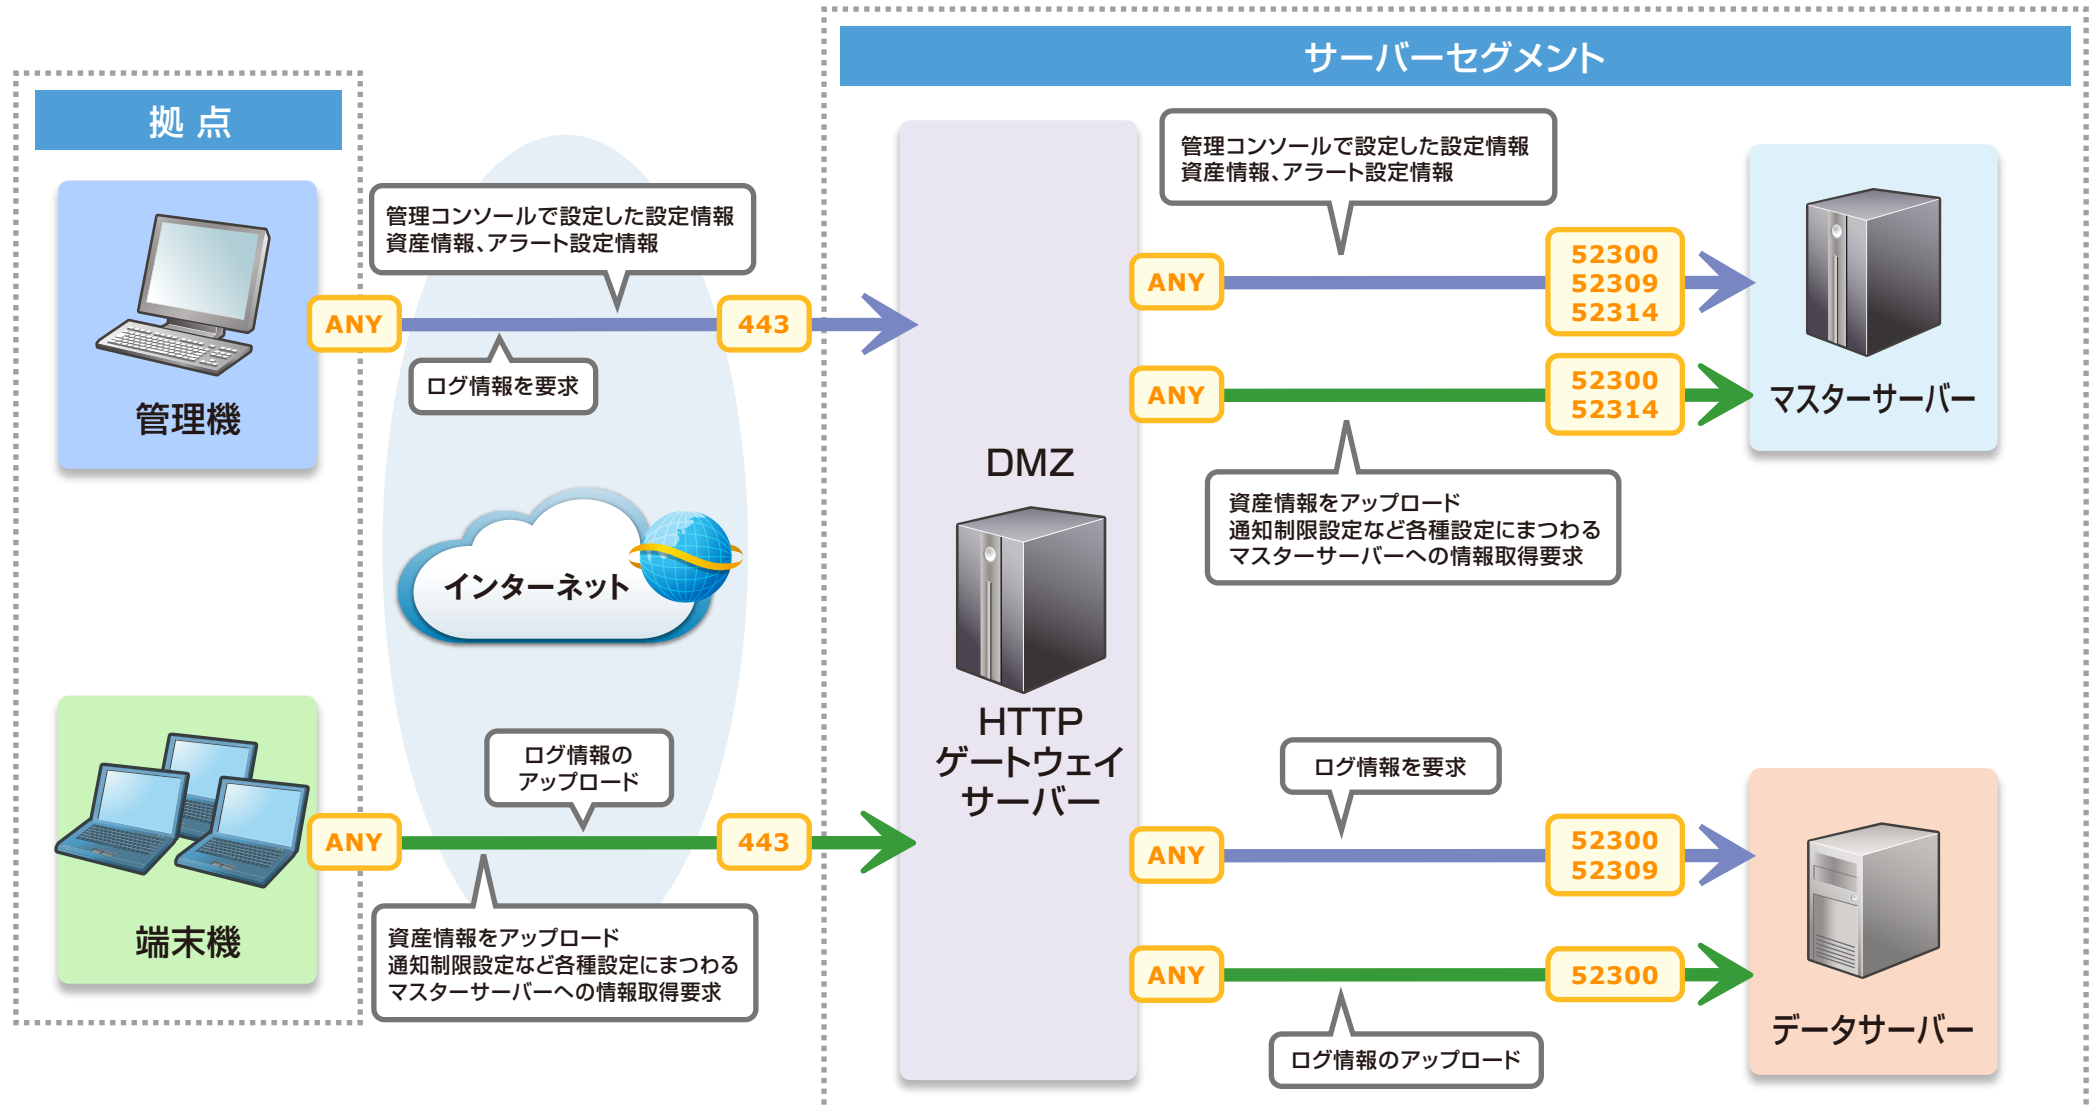 サーバーセグメント
拠 点
管理コンソールで設定した設定情報
資産情報、アラート設定情報
ANY
443
ログ情報を要求
管理機
インターネット
ログ情報の
アップロード
ANY
443
資産情報をアップロード
通知制限設定など各種設定にまつわる
マスターサーバーへの情報取得要求
端末機
DMZ
HTTP
ゲートウェイ
サーバー
管理コンソールで設定した設定情報
資産情報、アラート設定情報
ANY
52300
52309
52314
ANY
52300
52314
資産情報をアップロード
通知制限設定など各種設定にまつわる
マスターサーバーへの情報取得要求
マスターサーバー
ログ情報を要求
ANY
52300
52309
ANY
52300
ログ情報のアップロード
データサーバー